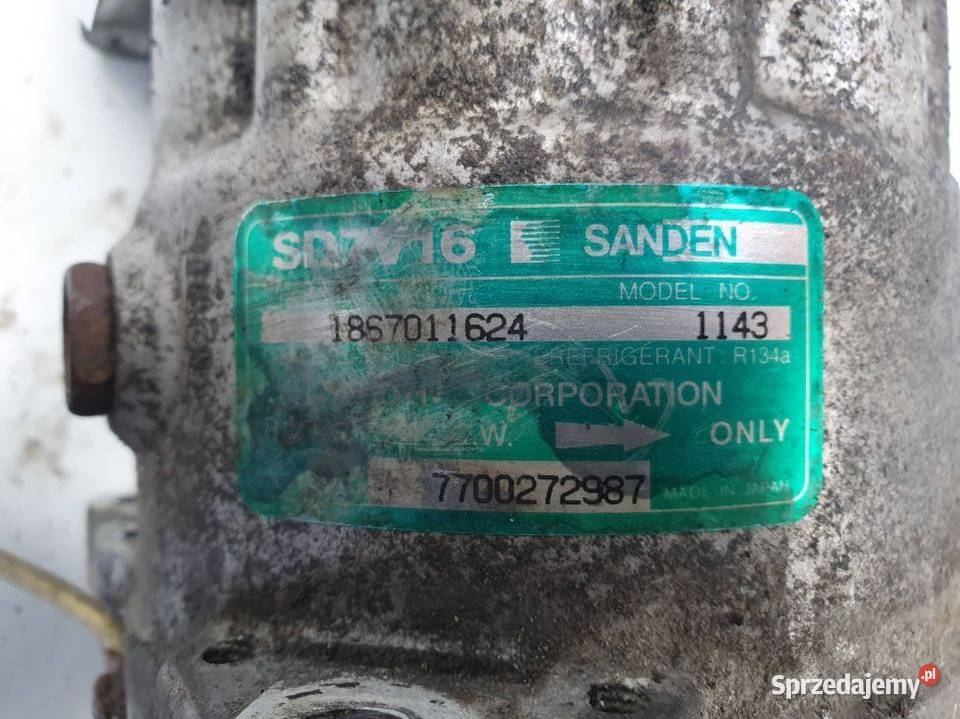 SD7V16 SANDEN
MODEL NO.
1867011624 1143
REFRIGERANT R134a
CORPORATION
W. ONLY
7700272987 MADE IN JAPAN
Sprzedajemy.pl